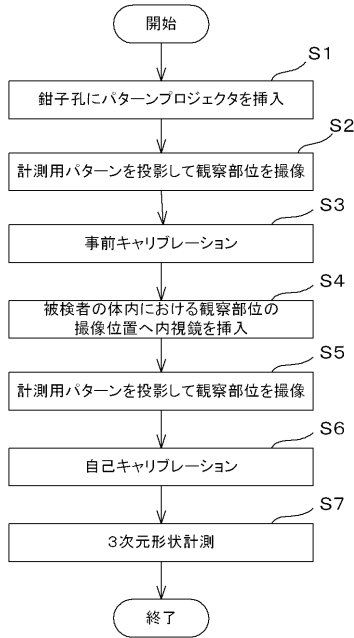 開始
S1
鉗子孔にパターンプロジェクタを挿入
S2
計測用パターンを投影して観察部位を撮像
S3
事前キャリブレーション
S4
被検者の体内における観察部位の
撮像位置へ内視鏡を挿入
S5
計測用パターンを投影して観察部位を撮像
S6
自己キャリブレーション
S7
3次元形状計測
終了